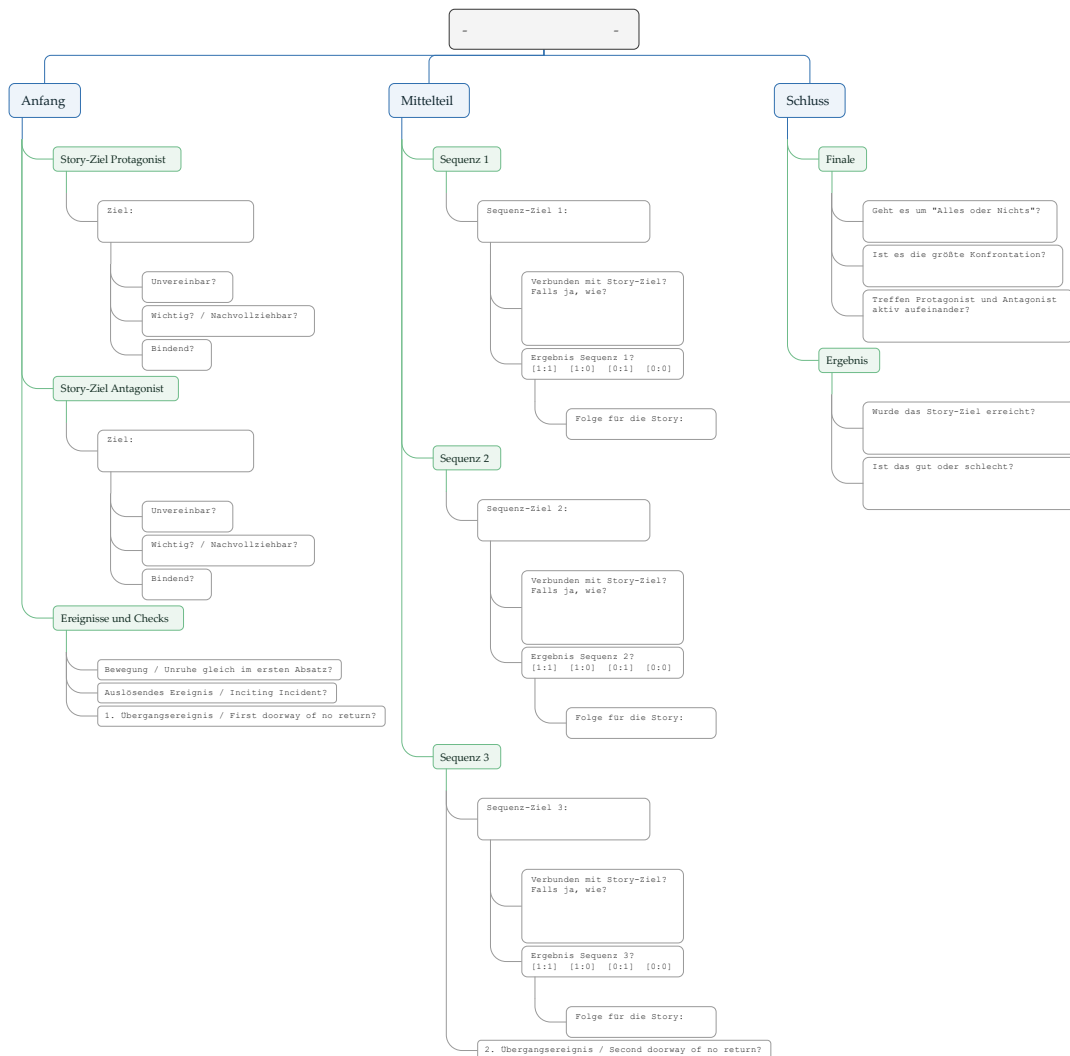 - -
Anfang
Story-Ziel Protagonist
Ziel:
Unvereinbar?
Wichtig? / Nachvollziehbar?
Bindend?
Story-Ziel Antagonist
Ziel:
Unvereinbar?
Wichtig? / Nachvollziehbar?
Bindend?
Ereignisse und Checks
Bewegung / Unruhe gleich im ersten Absatz?
Auslösendes Ereignis / Inciting Incident?
1. Übergangsereignis / First doorway of no return?
Mittelteil
Sequenz 1
Sequenz-Ziel 1:
Verbunden mit Story-Ziel?
Falls ja, wie?
Ergebnis Sequenz 1?
[1:1] [1:0] [0:1] [0:0]
Folge für die Story:
Sequenz 2
Sequenz-Ziel 2:
Verbunden mit Story-Ziel?
Falls ja, wie?
Ergebnis Sequenz 2?
[1:1] [1:0] [0:1] [0:0]
Folge für die Story:
Sequenz 3
Sequenz-Ziel 3:
Verbunden mit Story-Ziel?
Falls ja, wie?
Ergebnis Sequenz 3?
[1:1] [1:0] [0:1] [0:0]
Folge für die Story:
2. Übergangsereignis / Second doorway of no return?
Schluss
Finale
Geht es um "Alles oder Nichts"?
Ist es die größte Konfrontation?
Treffen Protagonist und Antagonist
aktiv aufeinander?
Ergebnis
Wurde das Story-Ziel erreicht?
Ist das gut oder schlecht?